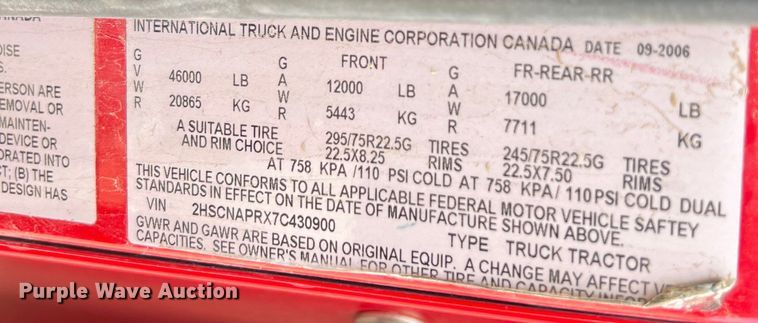 CANADA
OISE
S.
ERSON ARE
EMOVAL OR
MAINTEN-
DEVICE OR
ORATED INTO
CT; (B) THE
DESIGN HAS
INTERNATIONAL TRUCK AND ENGINE CORPORATION CANADA DATE 09-2006
GVWR 46000 LB 20865 KG
GAWR FRONT 12000 LB 5443 KG
GAWR FR-REAR-RR 17000 LB 7711 KG
A SUITABLE TIRE 295/75R22.5G TIRES 245/75R22.5G TIRES
AND RIM CHOICE 22.5X8.25 RIMS 22.5X7.50 RIMS
AT 758 KPA /110 PSI COLD AT 758 KPA/110 PSI COLD DUAL
THIS VEHICLE CONFORMS TO ALL APPLICABLE FEDERAL MOTOR VEHICLE SAFTEY
STANDARDS IN EFFECT ON THE DATE OF MANUFACTURE SHOWN ABOVE.
VIN 2HSCNAPRX7C430900 TYPE TRUCK TRACTOR
GVWR AND GAWR ARE BASED ON ORIGINAL EQUIP. A CHANGE MAY AFFECT
CAPACITIES. SEE OWNER'S MANUAL FOR OTHER TIRE AND CAPACITY
Purple Wave Auction